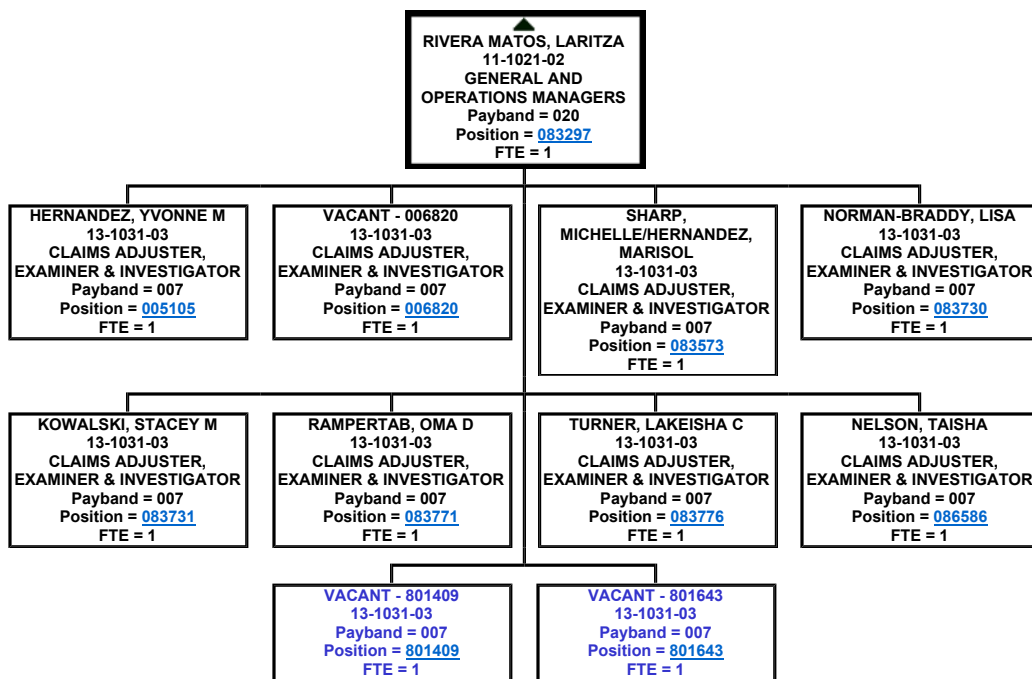 RIVERA MATOS, LARITZA
11-1021-02
GENERAL AND
OPERATIONS MANAGERS
Payband = 020
Position = 083297
FTE = 1
HERNANDEZ, YVONNE M
13-1031-03
CLAIMS ADJUSTER,
EXAMINER & INVESTIGATOR
Payband = 007
Position = 005105
FTE = 1
VACANT - 006820
13-1031-03
CLAIMS ADJUSTER,
EXAMINER & INVESTIGATOR
Payband = 007
Position = 006820
FTE = 1
SHARP,
MICHELLE/HERNANDEZ,
MARISOL
13-1031-03
CLAIMS ADJUSTER,
EXAMINER & INVESTIGATOR
Payband = 007
Position = 083573
FTE = 1
NORMAN-BRADDY, LISA
13-1031-03
CLAIMS ADJUSTER,
EXAMINER & INVESTIGATOR
Payband = 007
Position = 083730
FTE = 1
KOWALSKI, STACEY M
13-1031-03
CLAIMS ADJUSTER,
EXAMINER & INVESTIGATOR
Payband = 007
Position = 083731
FTE = 1
RAMPERTAB, OMA D
13-1031-03
CLAIMS ADJUSTER,
EXAMINER & INVESTIGATOR
Payband = 007
Position = 083771
FTE = 1
TURNER, LAKEISHA C
13-1031-03
CLAIMS ADJUSTER,
EXAMINER & INVESTIGATOR
Payband = 007
Position = 083776
FTE = 1
NELSON, TAISHA
13-1031-03
CLAIMS ADJUSTER,
EXAMINER & INVESTIGATOR
Payband = 007
Position = 086586
FTE = 1
VACANT - 801409
13-1031-03
Payband = 007
Position = 801409
FTE = 1
VACANT - 801643
13-1031-03
Payband = 007
Position = 801643
FTE = 1